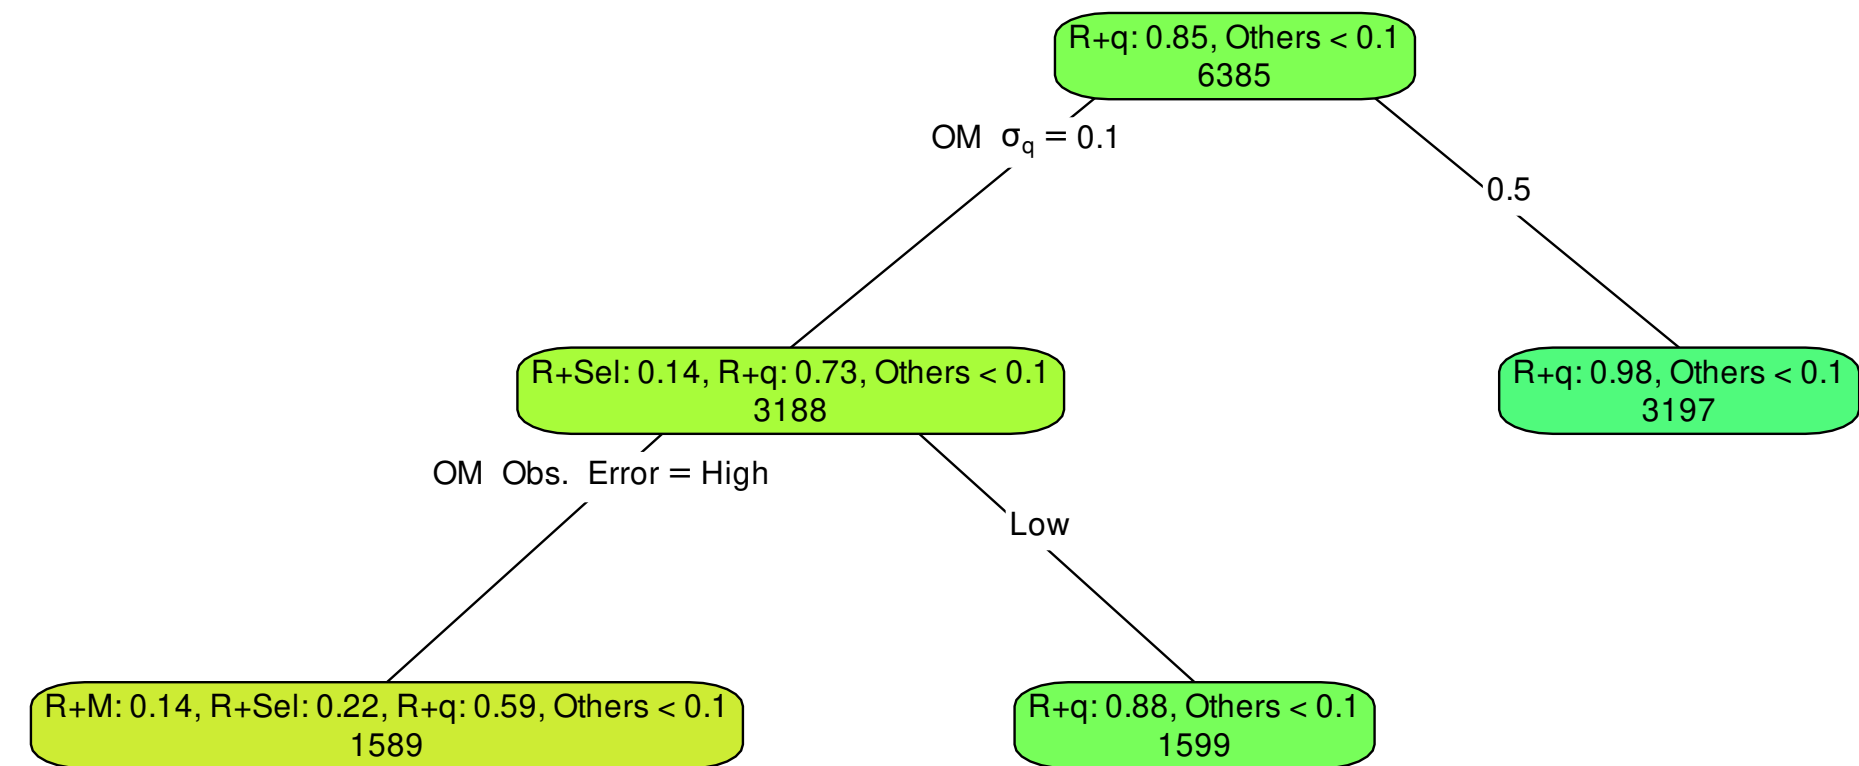 R+q: 0.85, Others < 0.1
6385
OM σq = 0.1
0.5
R+Sel: 0.14, R+q: 0.73, Others < 0.1
3188
R+q: 0.98, Others < 0.1
3197
OM Obs. Error = High
Low
R+M: 0.14, R+Sel: 0.22, R+q: 0.59, Others < 0.1
1589
R+q: 0.88, Others < 0.1
1599